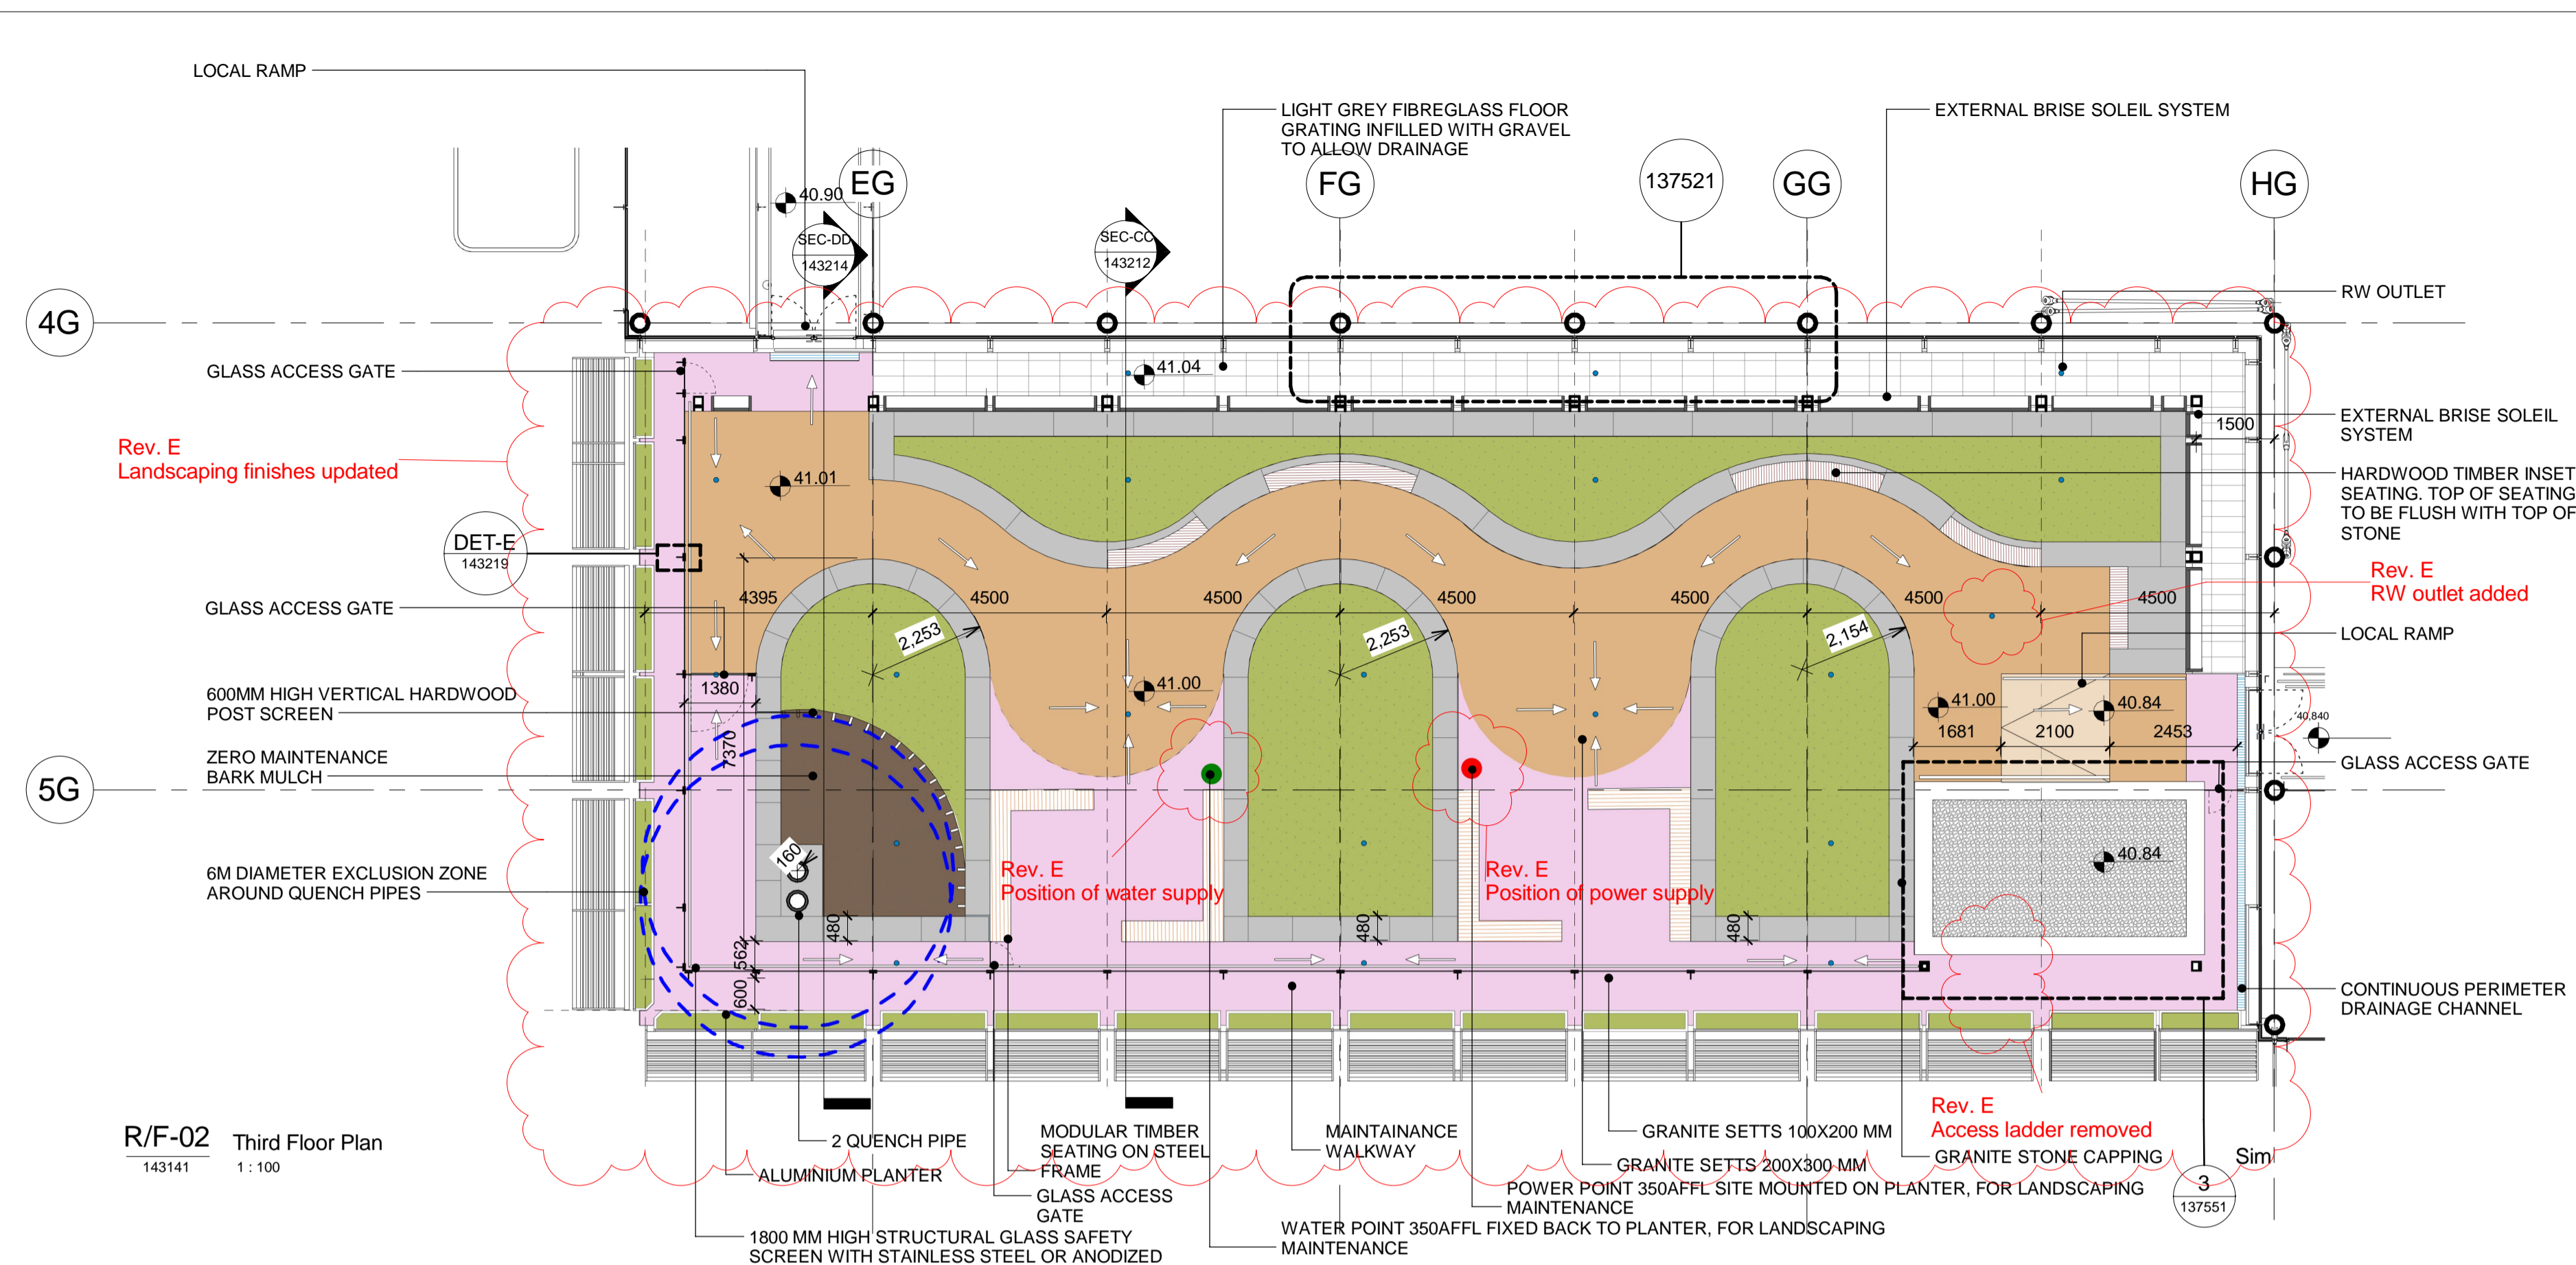 LOCAL RAMP
LIGHT GREY FIBREGLASS FLOOR
GRATING INFILLED WITH GRAVEL
TO ALLOW DRAINAGE
EXTERNAL BRISE SOLEIL SYSTEM
40.90
EG
FG
137521
GG
HG
SEC-DD
143214
SEC-CC
143212
RW OUTLET
4G
GLASS ACCESS GATE
41.04
EXTERNAL BRISE SOLEIL
SYSTEM
1500
Rev. E
Landscaping finishes updated
41.01
HARDWOOD TIMBER INSET
SEATING. TOP OF SEATING
TO BE FLUSH WITH TOP OF
STONE
DET-E
143219
Rev. E
RW outlet added
GLASS ACCESS GATE
4395
4500
4500
4500
4500
4500
4500
2,253
2,253
2,154
LOCAL RAMP
600MM HIGH VERTICAL HARDWOOD
POST SCREEN
1380
41.00
41.00
40.84
40,840
1681
2100
2453
7370
ZERO MAINTENANCE
BARK MULCH
GLASS ACCESS GATE
5G
160
40.84
6M DIAMETER EXCLUSION ZONE
AROUND QUENCH PIPES
Rev. E
Position of water supply
Rev. E
Position of power supply
480
480
480
562
600
CONTINUOUS PERIMETER
DRAINAGE CHANNEL
Rev. E
Access ladder removed
R/F-02
143141
Third Floor Plan
1 : 100
2 QUENCH PIPE
ALUMINIUM PLANTER
MODULAR TIMBER
SEATING ON STEEL
FRAME
GLASS ACCESS
GATE
MAINTAINANCE
WALKWAY
GRANITE SETTS 100X200 MM
GRANITE SETTS 200X300 MM
GRANITE STONE CAPPING
Sim
3
137551
POWER POINT 350AFFL SITE MOUNTED ON PLANTER, FOR LANDSCAPING
MAINTENANCE
WATER POINT 350AFFL FIXED BACK TO PLANTER, FOR LANDSCAPING
MAINTENANCE
1800 MM HIGH STRUCTURAL GLASS SAFETY
SCREEN WITH STAINLESS STEEL OR ANODIZED